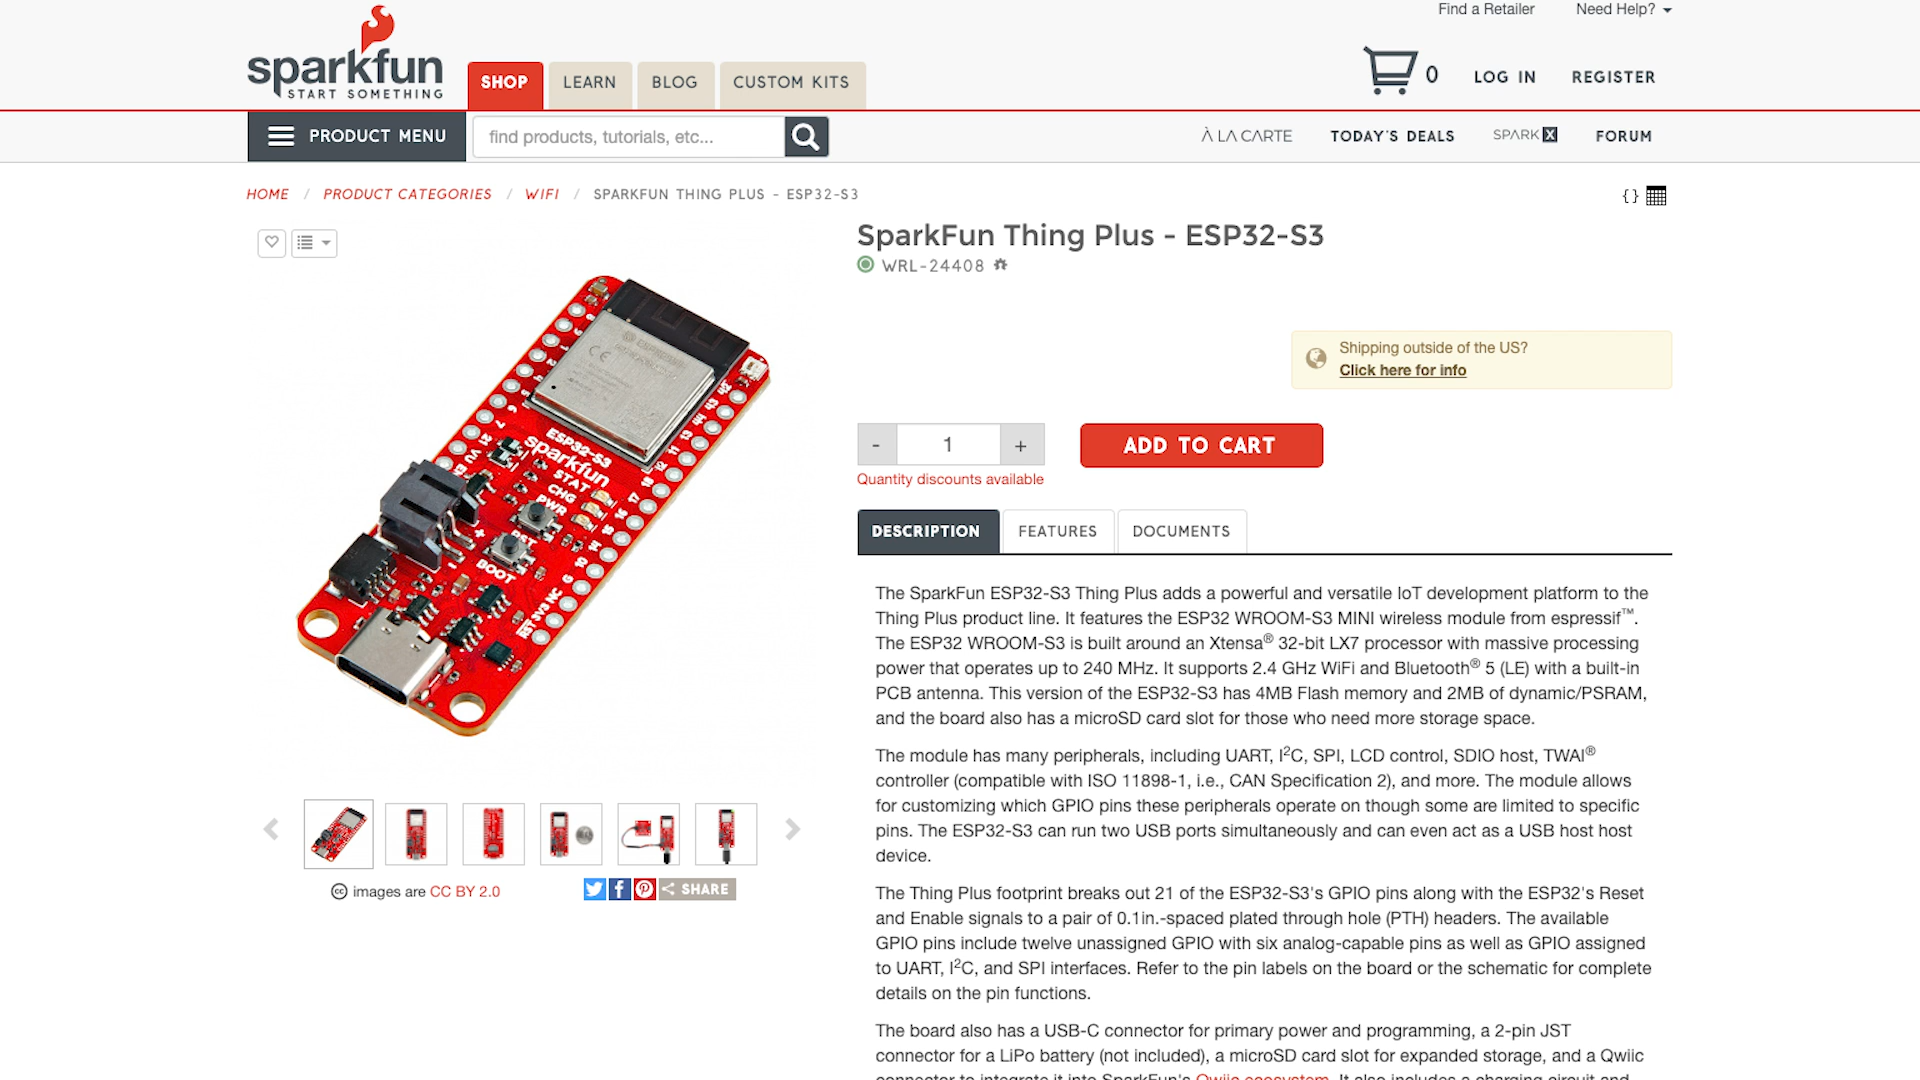 Find a Retailer
Need Help?
sparkfun
START SOMETHING
SHOP
LEARN
BLOG
CUSTOM KITS
0
LOG IN
REGISTER
PRODUCT MENU
find products, tutorials, etc...
À LA CARTE
TODAY'S DEALS
SPARK X
FORUM
HOME / PRODUCT CATEGORIES / WIFI / SPARKFUN THING PLUS - ESP32-S3
{}
SparkFun Thing Plus - ESP32-S3
WRL-24408
Shipping outside of the US?
Click here for info
- 1 +
ADD TO CART
Quantity discounts available
ESP32-S3
sparkfun
STAT
CHG
PWR
RST
BOOT
DESCRIPTION
FEATURES
DOCUMENTS
The SparkFun ESP32-S3 Thing Plus adds a powerful and versatile IoT development platform to the
Thing Plus product line. It features the ESP32 WROOM-S3 MINI wireless module from espressif™.
The ESP32 WROOM-S3 is built around an Xtensa® 32-bit LX7 processor with massive processing
power that operates up to 240 MHz. It supports 2.4 GHz WiFi and Bluetooth® 5 (LE) with a built-in
PCB antenna. This version of the ESP32-S3 has 4MB Flash memory and 2MB of dynamic/PSRAM,
and the board also has a microSD card slot for those who need more storage space.
The module has many peripherals, including UART, I²C, SPI, LCD control, SDIO host, TWAI®
controller (compatible with ISO 11898-1, i.e., CAN Specification 2), and more. The module allows
for customizing which GPIO pins these peripherals operate on though some are limited to specific
pins. The ESP32-S3 can run two USB ports simultaneously and can even act as a USB host host
device.
The Thing Plus footprint breaks out 21 of the ESP32-S3's GPIO pins along with the ESP32's Reset
and Enable signals to a pair of 0.1in.-spaced plated through hole (PTH) headers. The available
GPIO pins include twelve unassigned GPIO with six analog-capable pins as well as GPIO assigned
to UART, I²C, and SPI interfaces. Refer to the pin labels on the board or the schematic for complete
details on the pin functions.
The board also has a USB-C connector for primary power and programming, a 2-pin JST
connector for a LiPo battery (not included), a microSD card slot for expanded storage, and a Qwiic
connector to integrate it into SparkFun's Qwiic ecosystem. It also includes a charging circuit and
cc images are CC BY 2.0
SHARE